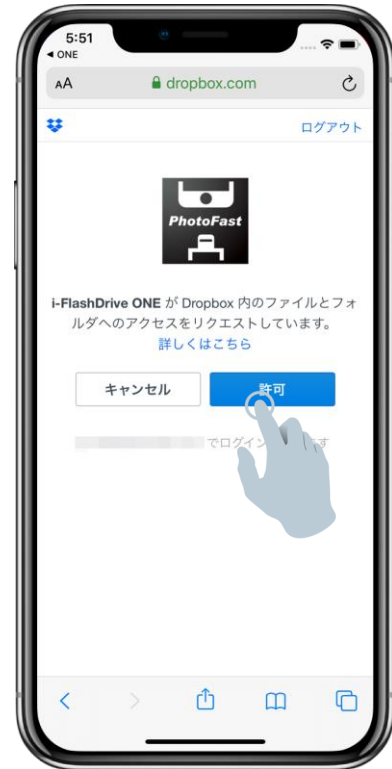 5:51
◀ ONE
AA
dropbox.com
ログアウト
PhotoFast
i-FlashDrive ONE が Dropbox 内のファイルとフォ
ルダへのアクセスをリクエストしています。
詳しくはこちら
キャンセル
許可
でログイン
す